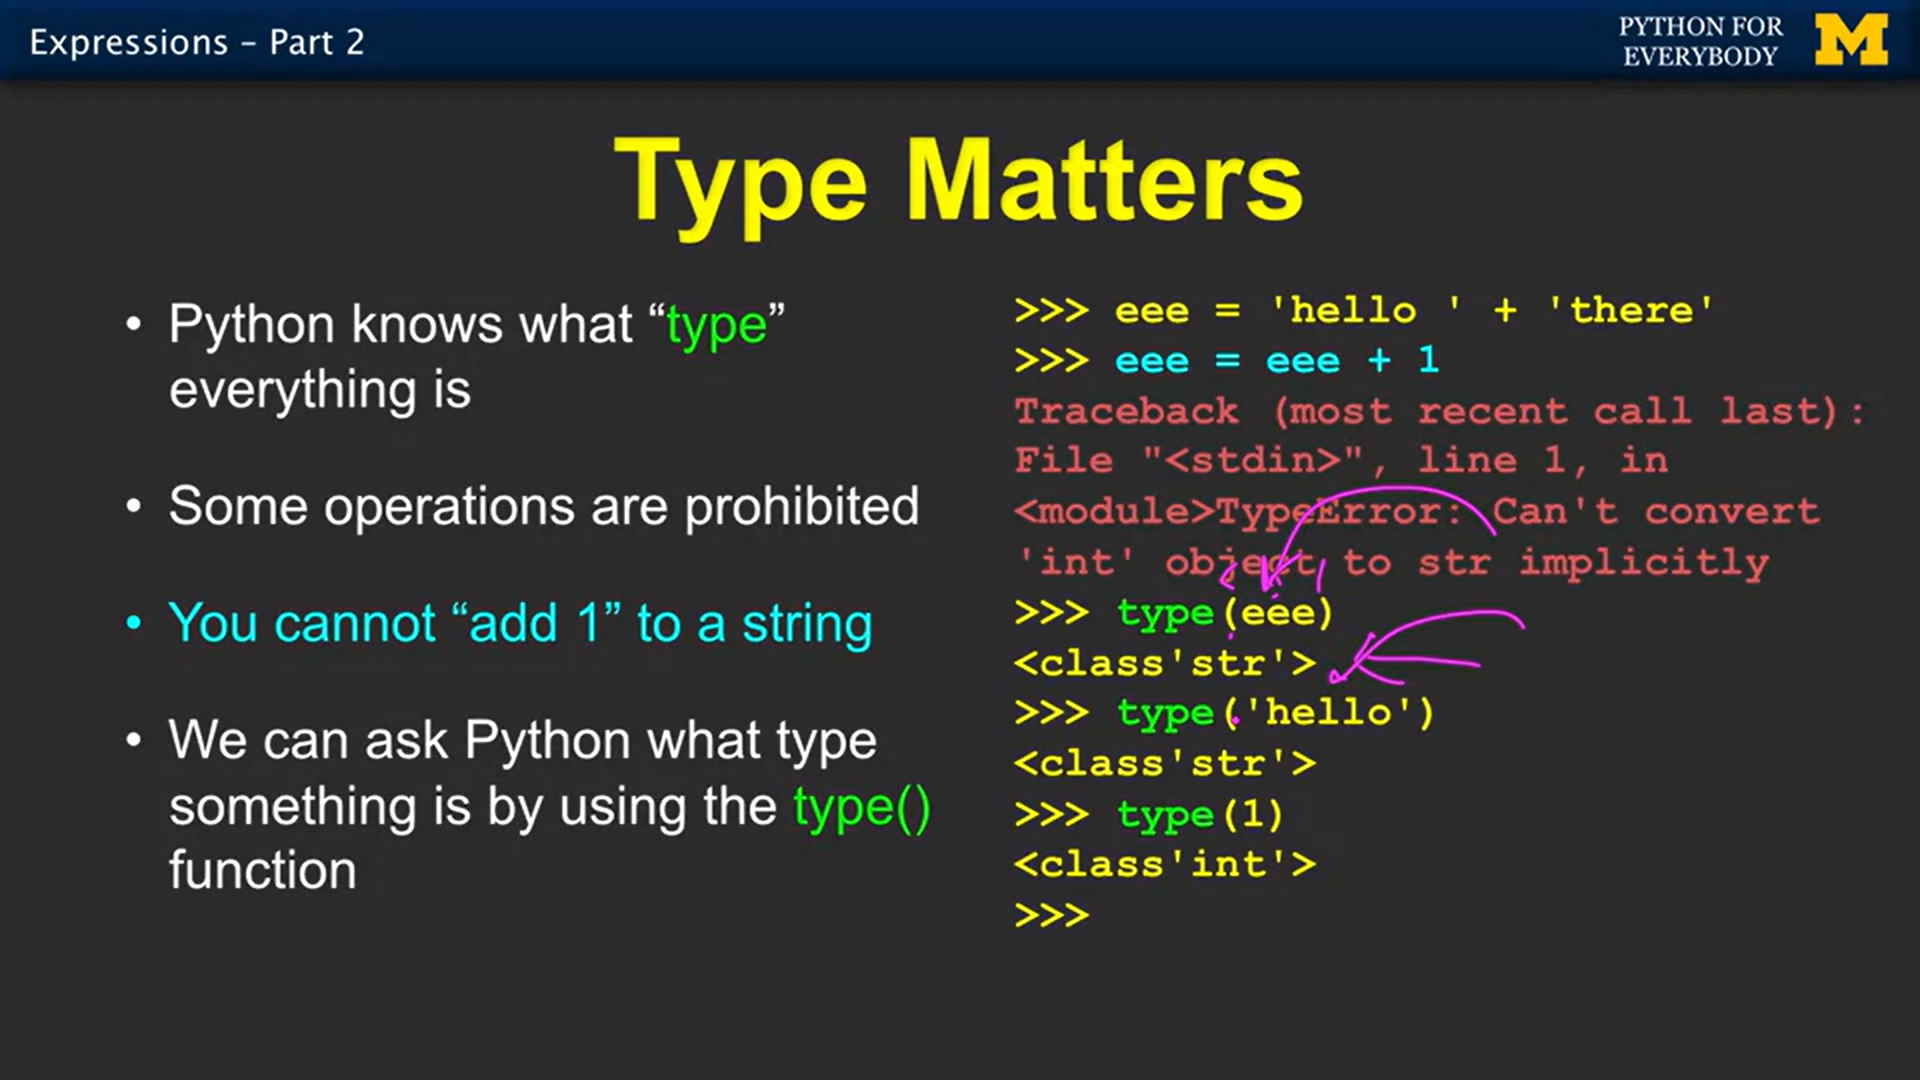 Expressions – Part 2
PYTHON FOR
EVERYBODY
M
Type Matters
• Python knows what “type”
everything is
• Some operations are prohibited
• You cannot “add 1” to a string
• We can ask Python what type
something is by using the type()
function
>>> eee = 'hello ' + 'there'
>>> eee = eee + 1
Traceback (most recent call last):
File "<stdin>", line 1, in
<module>TypeError: Can't convert
'int' object to str implicitly
>>> type(eee)
<class'str'>
>>> type('hello')
<class'str'>
>>> type(1)
<class'int'>
>>>